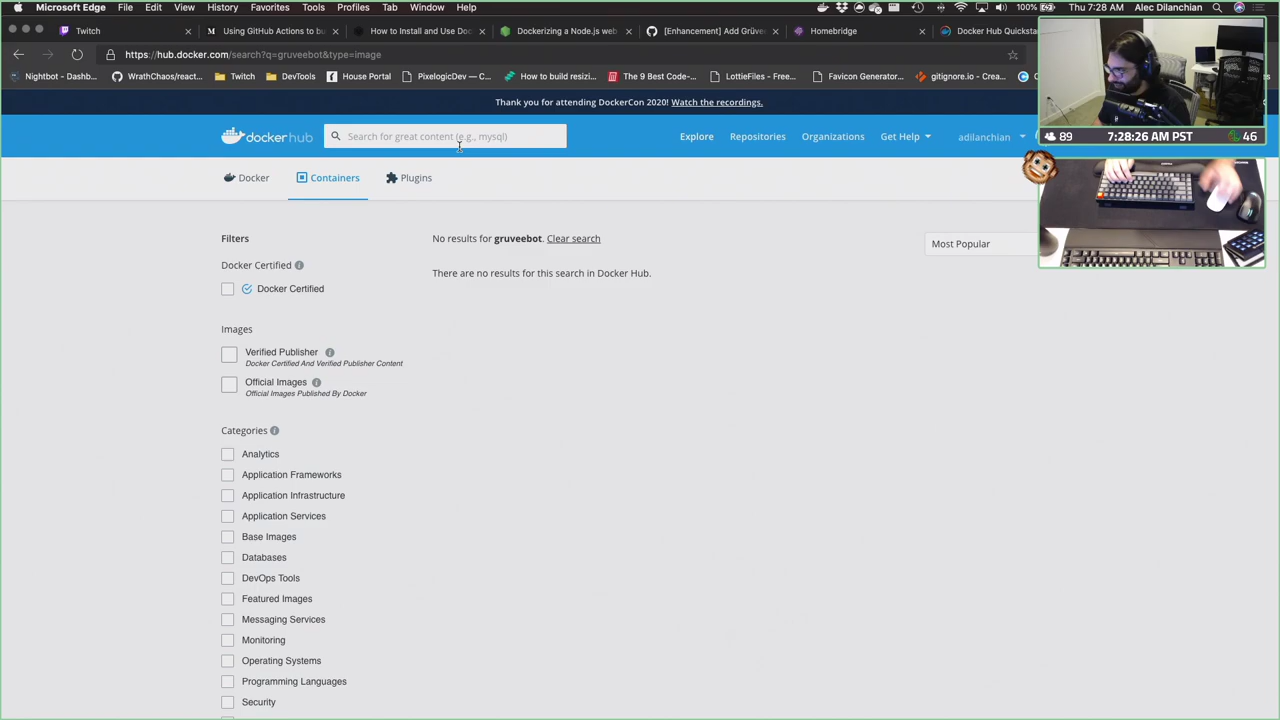 Microsoft Edge File Edit View History Favorites Tools Profiles Tab Window Help 100% Thu 7:28 AM Alec Dilanchian
Twitch Using GitHub Actions to bu How to Install and Use Doc Dockerizing a Node.js web [Enhancement] Add Grüve Homebridge Docker Hub Quickstar
https://hub.docker.com/search?q=gruveebot&type=image
Nightbot - Dashb... WrathChaos/react... Twitch DevTools House Portal PixelogicDev — C... How to build resizi... The 9 Best Code-... LottieFiles - Free... Favicon Generator... gitignore.io - Crea...
Thank you for attending DockerCon 2020! Watch the recordings.
docker hub Search for great content (e.g., mysql) Explore Repositories Organizations Get Help adilanchian
89 7:28:26 AM PST 46
Docker Containers Plugins
Filters
No results for gruveebot. Clear search
Most Popular
Docker Certified
There are no results for this search in Docker Hub.
Docker Certified
Images
Verified Publisher
Docker Certified And Verified Publisher Content
Official Images
Official Images Published By Docker
Categories
Analytics
Application Frameworks
Application Infrastructure
Application Services
Base Images
Databases
DevOps Tools
Featured Images
Messaging Services
Monitoring
Operating Systems
Programming Languages
Security